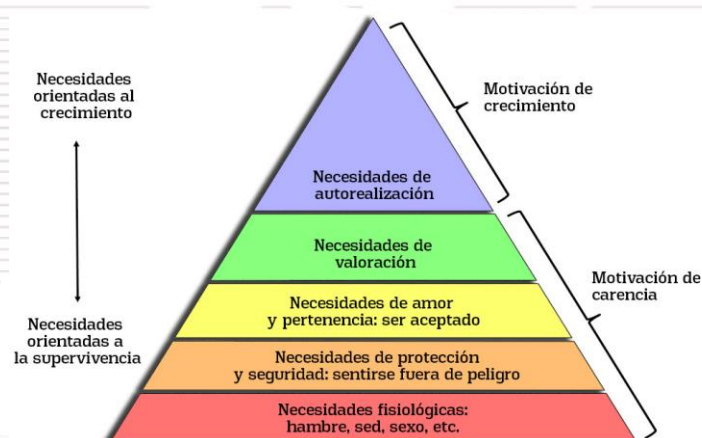 Necesidades
orientadas al
crecimiento
Motivación de
crecimiento
Necesidades de
autorealización
Necesidades de
valoración
Motivación de
carencia
Necesidades de amor
y pertenencia: ser aceptado
Necesidades
orientadas a
la supervivencia
Necesidades de protección
y seguridad: sentirse fuera de peligro
Necesidades fisiológicas:
hambre, sed, sexo, etc.